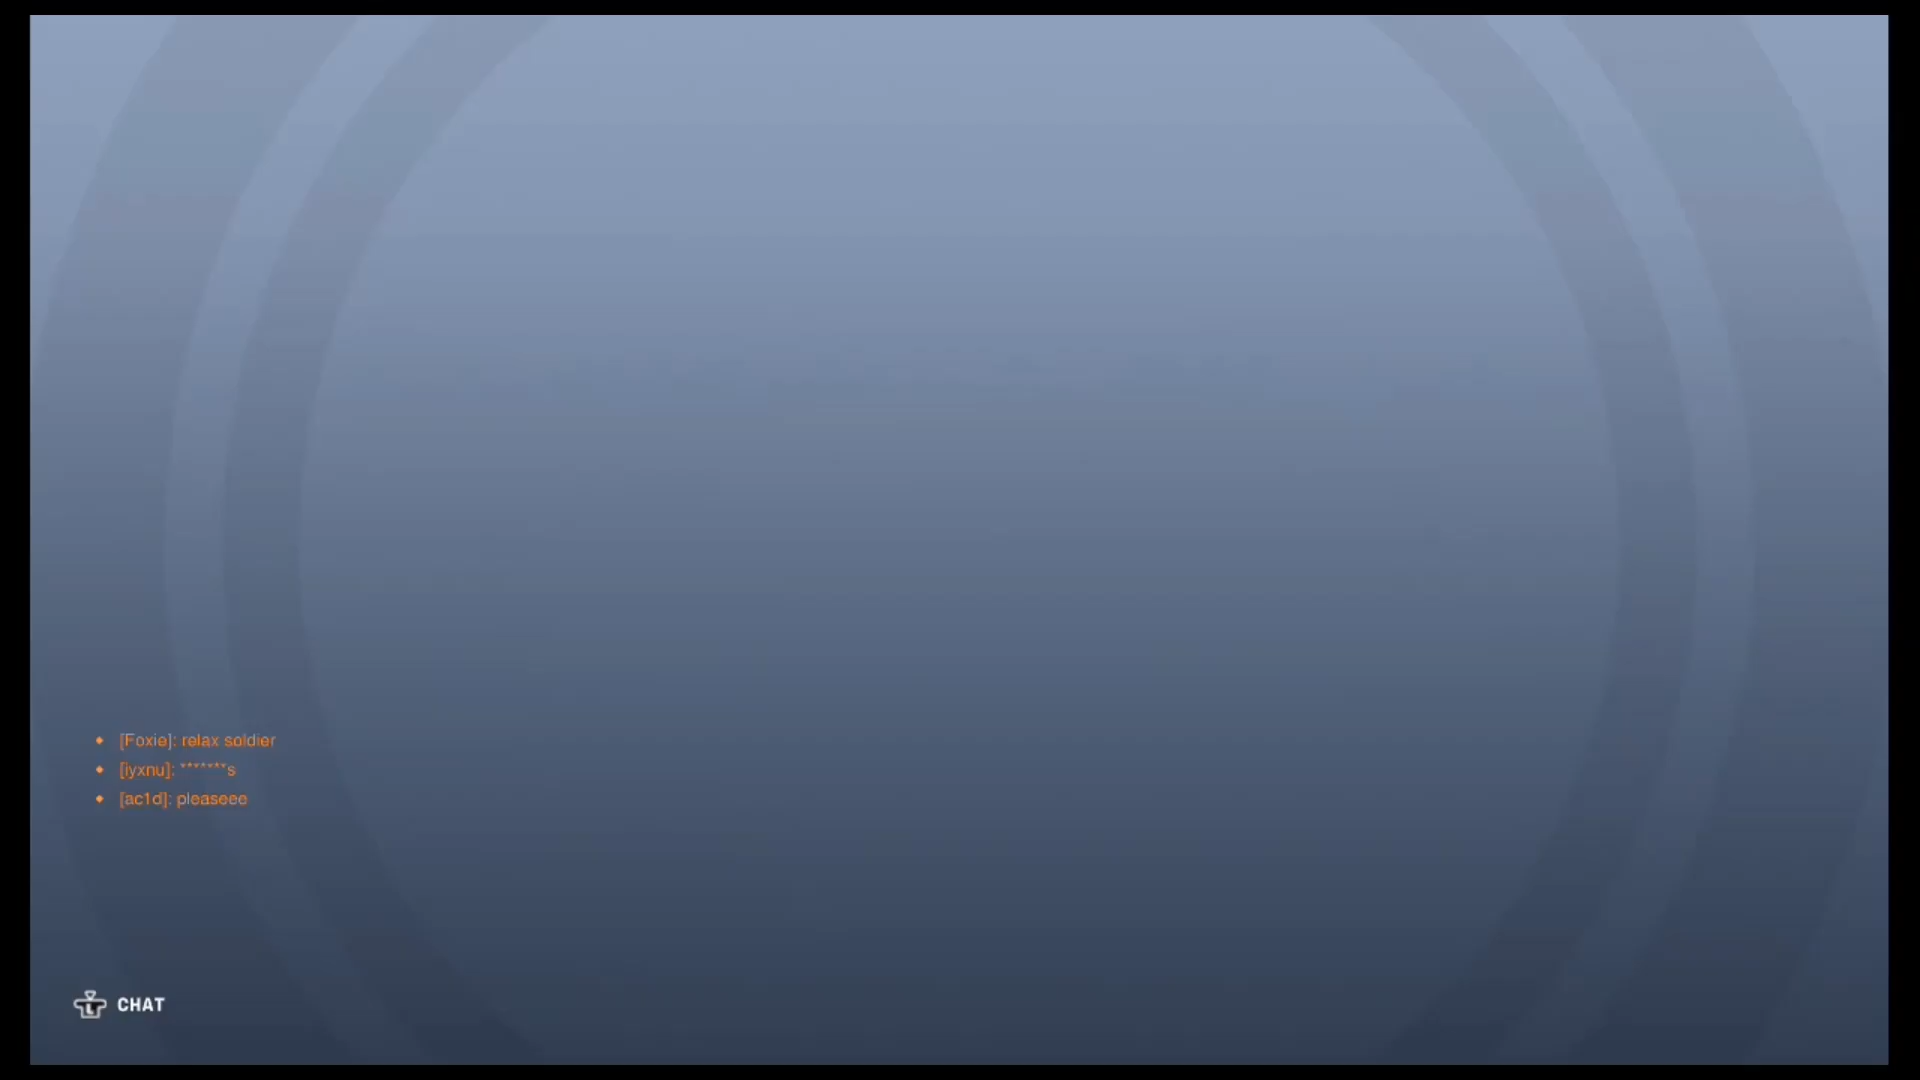 [Foxie]: relax soldier
[iyxnu]: *******s
[ac1d]: pleaseee
L CHAT